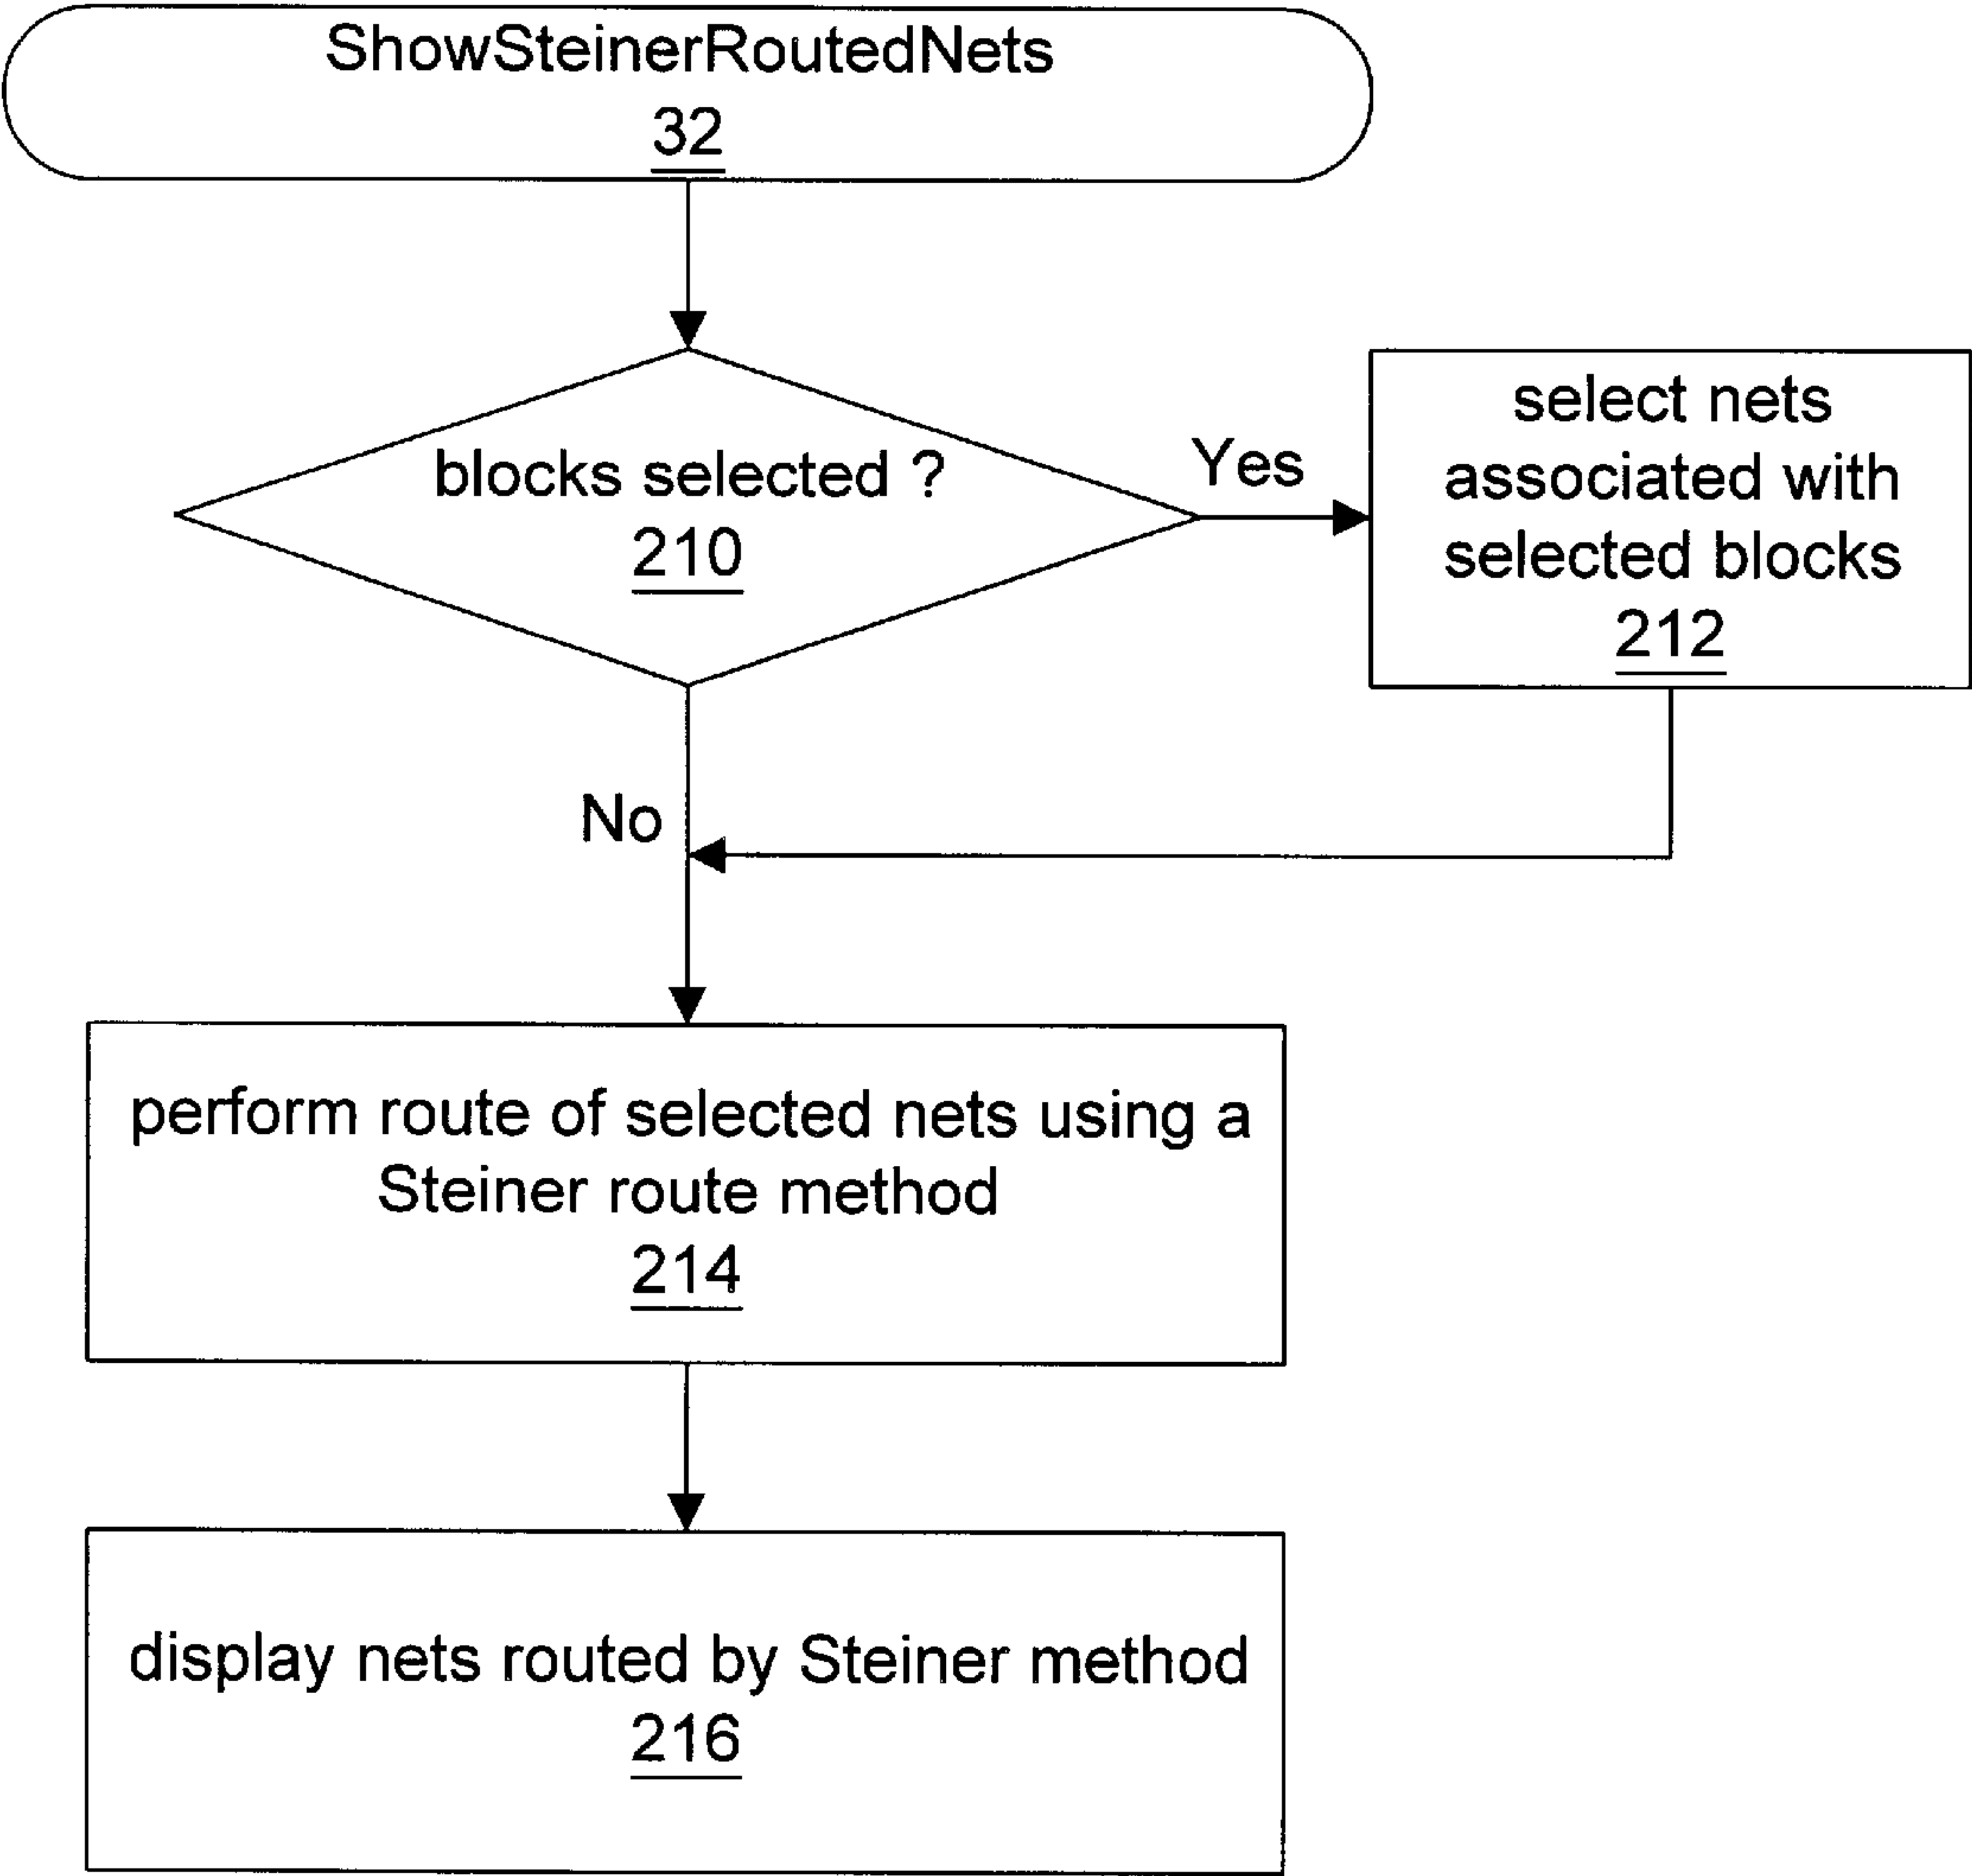 ShowSteinerRoutedNets
32
blocks selected ?
210
Yes
select nets
associated with
selected blocks
212
No
perform route of selected nets using a
Steiner route method
214
display nets routed by Steiner method
216